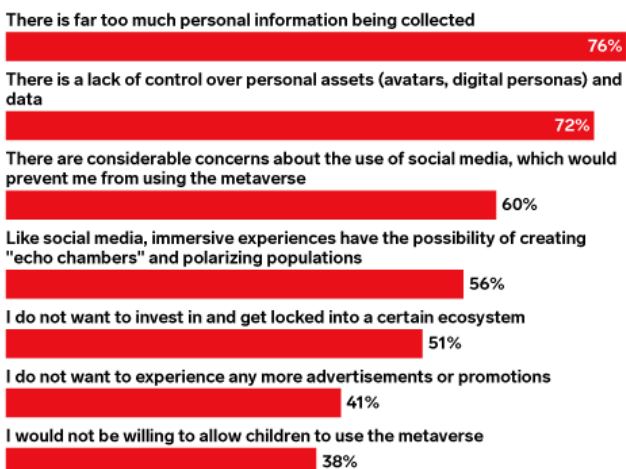 There is far too much personal information being collected
76%
There is a lack of control over personal assets (avatars, digital personas) and
data
72%
There are considerable concerns about the use of social media, which would
prevent me from using the metaverse
60%
Like social media, immersive experiences have the possibility of creating
"echo chambers" and polarizing populations
56%
I do not want to invest in and get locked into a certain ecosystem
51%
I do not want to experience any more advertisements or promotions
41%
I would not be willing to allow children to use the metaverse
38%